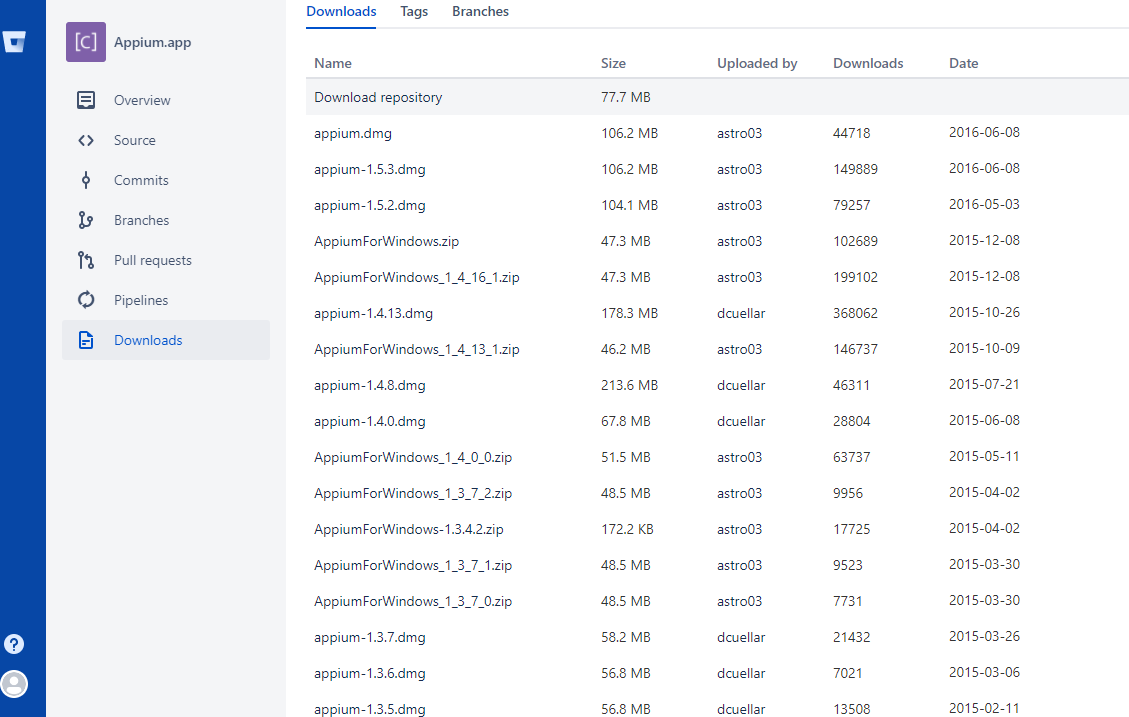 Downloads Tags Branches
[C] Appium.app
Overview
Source
Commits
Branches
Pull requests
Pipelines
Downloads
?
Name Size Uploaded by Downloads Date
Download repository 77.7 MB
appium.dmg 106.2 MB astro03 44718 2016-06-08
appium-1.5.3.dmg 106.2 MB astro03 149889 2016-06-08
appium-1.5.2.dmg 104.1 MB astro03 79257 2016-05-03
AppiumForWindows.zip 47.3 MB astro03 102689 2015-12-08
AppiumForWindows_1_4_16_1.zip 47.3 MB astro03 199102 2015-12-08
appium-1.4.13.dmg 178.3 MB dcuellar 368062 2015-10-26
AppiumForWindows_1_4_13_1.zip 46.2 MB astro03 146737 2015-10-09
appium-1.4.8.dmg 213.6 MB dcuellar 46311 2015-07-21
appium-1.4.0.dmg 67.8 MB dcuellar 28804 2015-06-08
AppiumForWindows_1_4_0_0.zip 51.5 MB astro03 63737 2015-05-11
AppiumForWindows_1_3_7_2.zip 48.5 MB astro03 9956 2015-04-02
AppiumForWindows-1.3.4.2.zip 172.2 KB astro03 17725 2015-04-02
AppiumForWindows_1_3_7_1.zip 48.5 MB astro03 9523 2015-03-30
AppiumForWindows_1_3_7_0.zip 48.5 MB astro03 7731 2015-03-30
appium-1.3.7.dmg 58.2 MB dcuellar 21432 2015-03-26
appium-1.3.6.dmg 56.8 MB dcuellar 7021 2015-03-06
appium-1.3.5.dmg 56.8 MB dcuellar 13508 2015-02-11